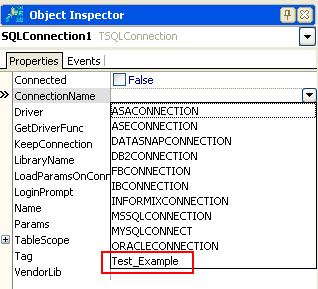 Object Inspector
SQLConnection1 TSQLConnection
Properties Events
Connected False
ConnectionName
Driver ASACONNECTION
GetDriverFunc ASECONNECTION
KeepConnection DATASNAPCONNECTION
LibraryName DB2CONNECTION
LoadParamsOnConn FBCONNECTION
LoginPrompt IBCONNECTION
Name INFORMIXCONNECTION
Params MSSQLCONNECTION
TableScope MYSQLCONNECT
Tag ORACLECONNECTION
VendorLib Test_Example